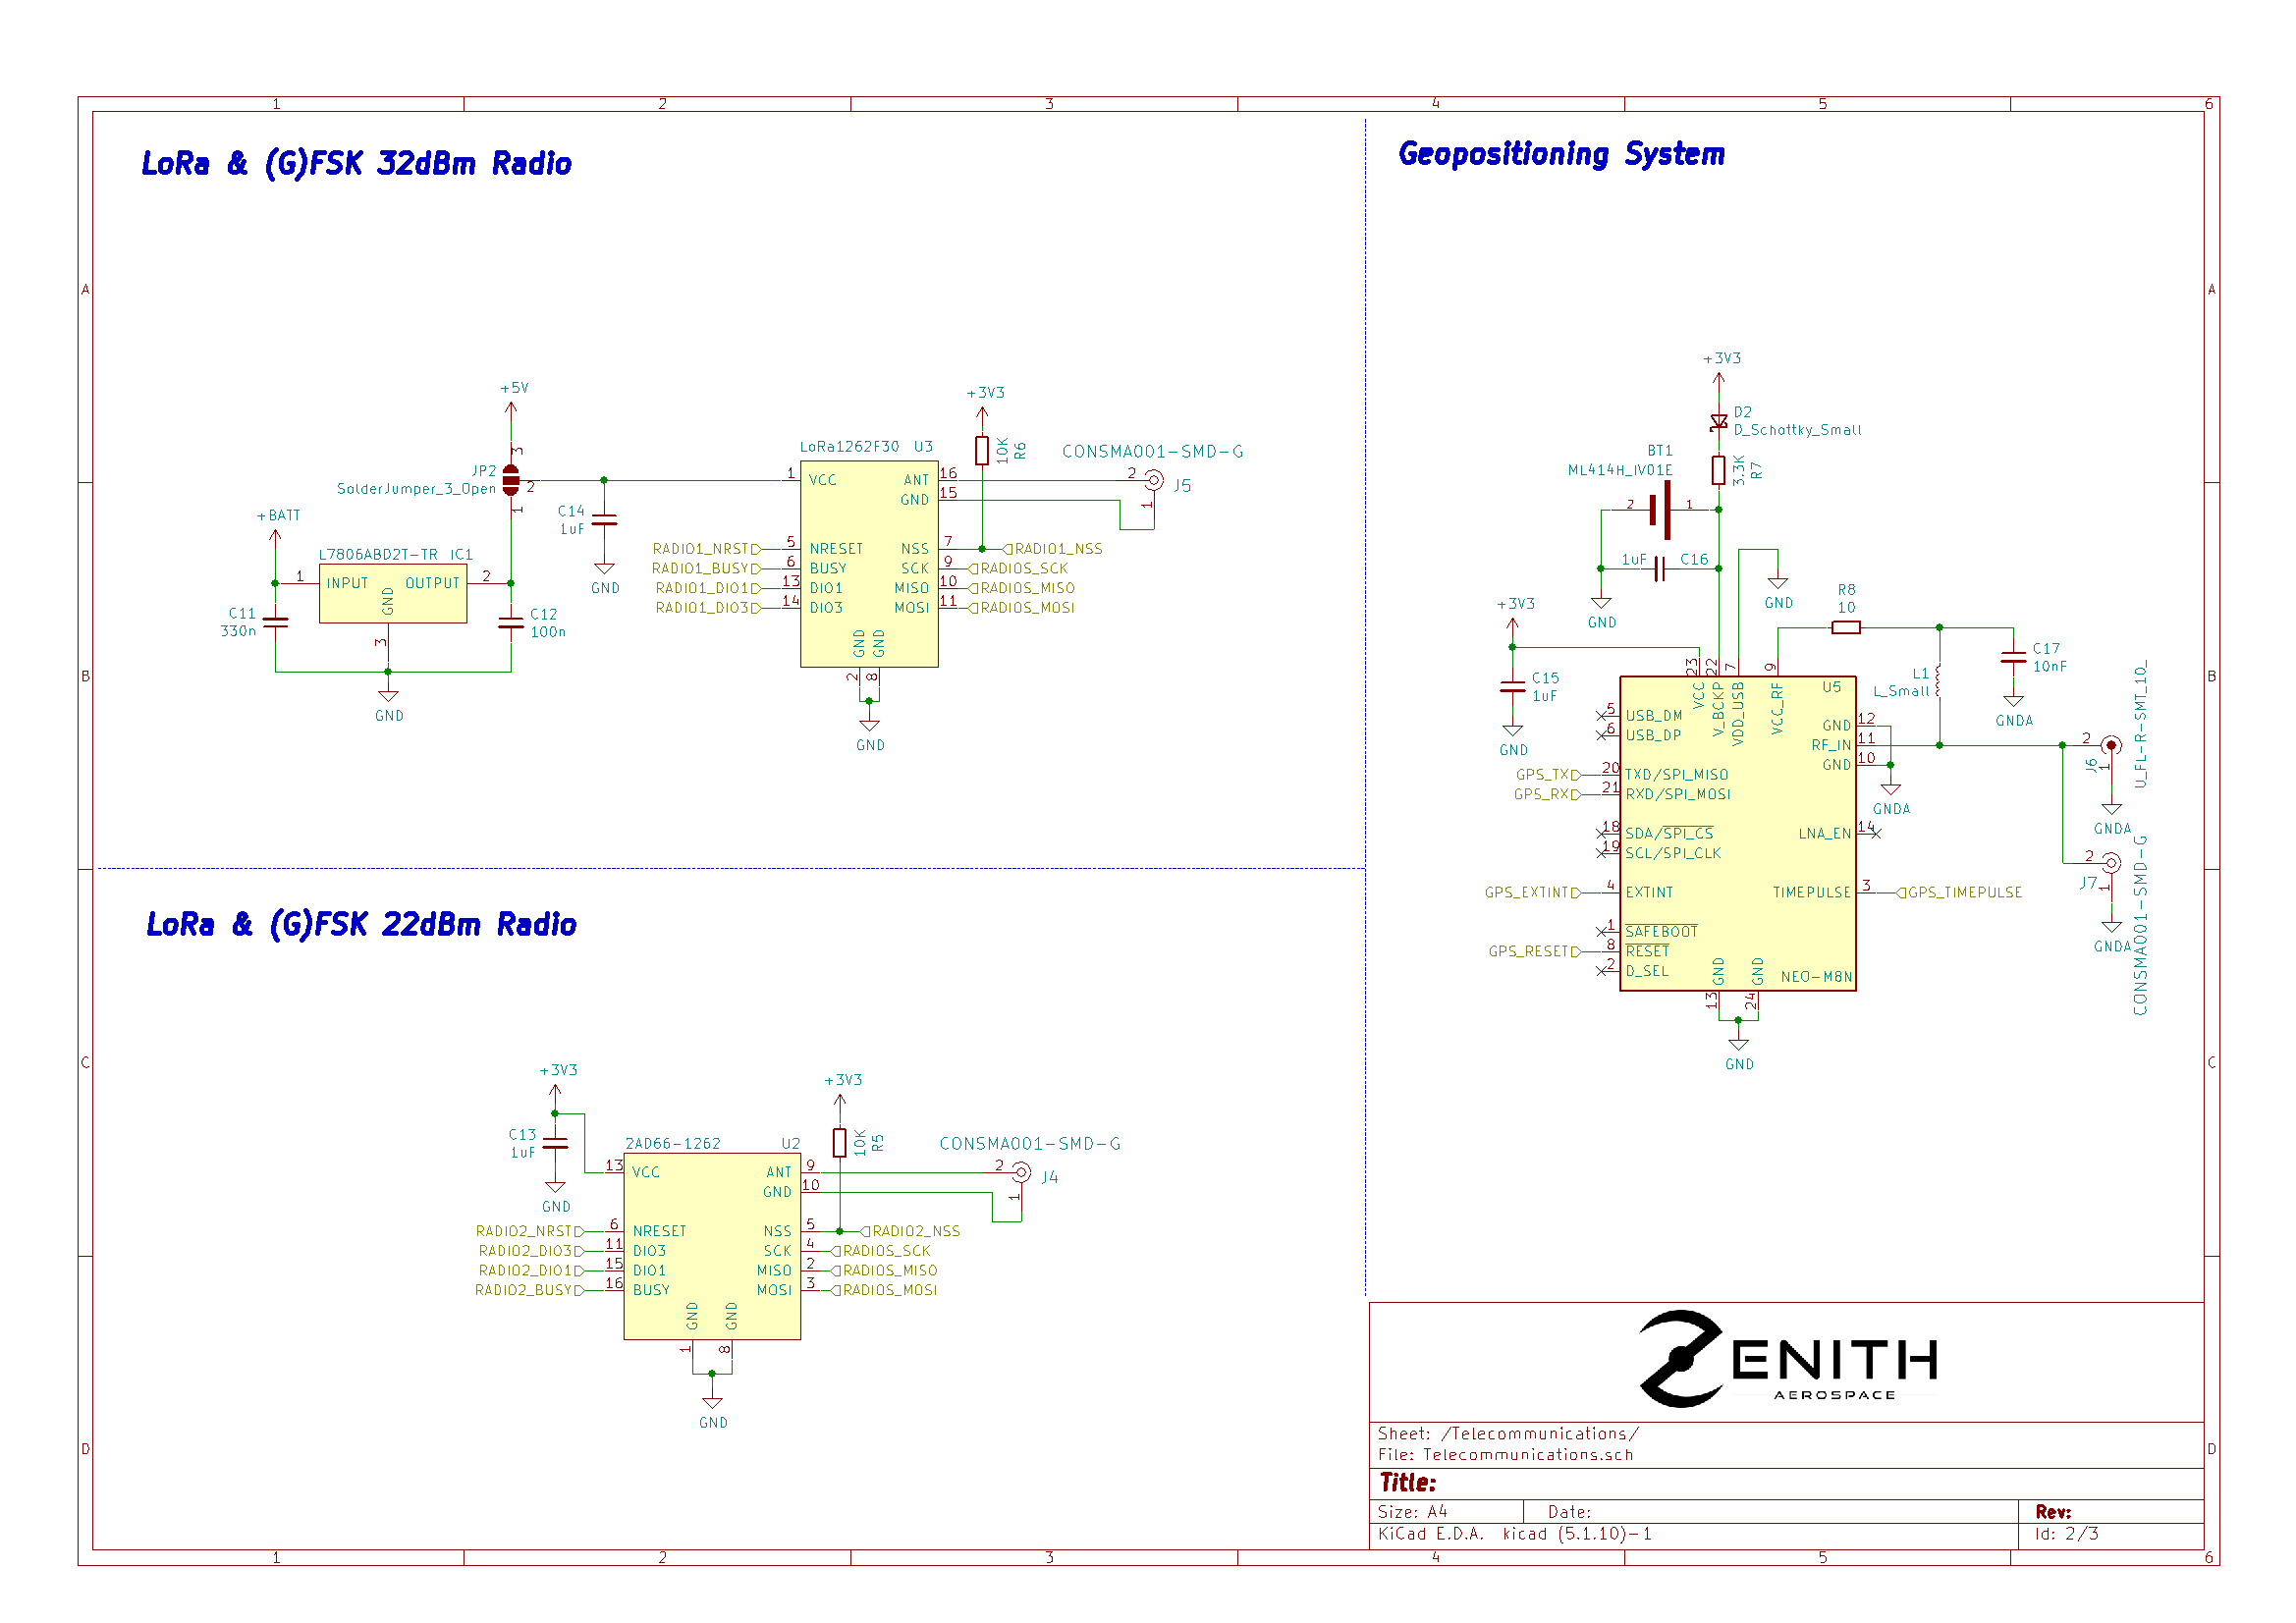 1 2 3 4 5 6
A
B
C
D
LoRa & (G)FSK 32dBm Radio
+5V
3
JP2
SolderJumper_3_Open
2
1
+BATT
L7806ABD2T-TR IC1
1 INPUT OUTPUT 2
GND
3
C11
330n
C12
100n
GND
C14
1uF
GND
LoRa1262F30 U3
1 VCC
5 NRESET
6 BUSY
13 DIO1
14 DIO3
RADIO1_NRST
RADIO1_BUSY
RADIO1_DIO1
RADIO1_DIO3
ANT 16
GND 15
NSS 7
SCK 9
MISO 10
MOSI 11
GND GND
2 8
GND
+3V3
10K
R6
RADIO1_NSS
RADIOS_SCK
RADIOS_MISO
RADIOS_MOSI
CONSMA001-SMD-G
2
1
J5
LoRa & (G)FSK 22dBm Radio
+3V3
C13
1uF
GND
2AD66-1262 U2
13 VCC
6 NRESET
11 DIO3
15 DIO1
16 BUSY
RADIO2_NRST
RADIO2_DIO3
RADIO2_DIO1
RADIO2_BUSY
ANT 9
GND 10
NSS 5
SCK 4
MISO 2
MOSI 3
GND GND
1 8
GND
+3V3
10K
R5
RADIO2_NSS
RADIOS_SCK
RADIOS_MISO
RADIOS_MOSI
CONSMA001-SMD-G
2
1
J4
Geopositioning System
+3V3
D2
D_Schottky_Small
3.3K
R7
BT1
ML414H_IV01E
2 1
1uF C16
GND
GND
+3V3
C15
1uF
GND
R8
10
L1
L_Small
C17
10nF
GNDA
23 22 7 9
VCC V_BCKP VDD_USB VCC_RF
U5
5 USB_DM
6 USB_DP
GPS_TX 20 TXD/SPI_MISO
GPS_RX 21 RXD/SPI_MOSI
18 SDA/SPI_CS
19 SCL/SPI_CLK
GPS_EXTINT 4 EXTINT
1 SAFEBOOT
GPS_RESET 8 RESET
2 D_SEL
GND 12
RF_IN 11
GND 10
GNDA
LNA_EN 14
TIMEPULSE 3 GPS_TIMEPULSE
NEO-M8N
GND GND
13 24
GND
2
1
J6
U_FL-R-SMT_10_
GNDA
2
1
J7
CONSMA001-SMD-G
GNDA
ZENITH
AEROSPACE
Sheet: /Telecommunications/
File: Telecommunications.sch
Title:
Size: A4 Date: Rev:
KiCad E.D.A. kicad (5.1.10)-1 Id: 2/3
A
B
C
D
1 2 3 4 5 6